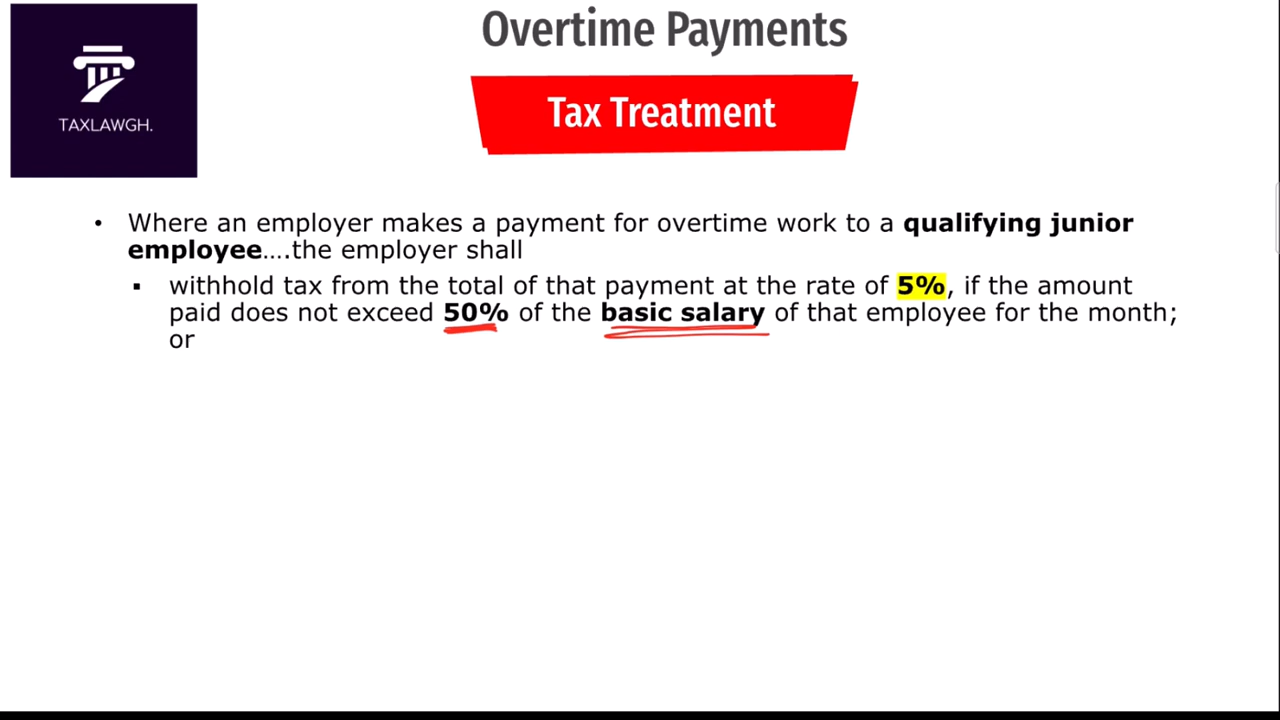 Overtime Payments
Tax Treatment
TAXLAWGH.
• Where an employer makes a payment for overtime work to a qualifying junior
employee....the employer shall
▪ withhold tax from the total of that payment at the rate of 5%, if the amount
paid does not exceed 50% of the basic salary of that employee for the month;
or